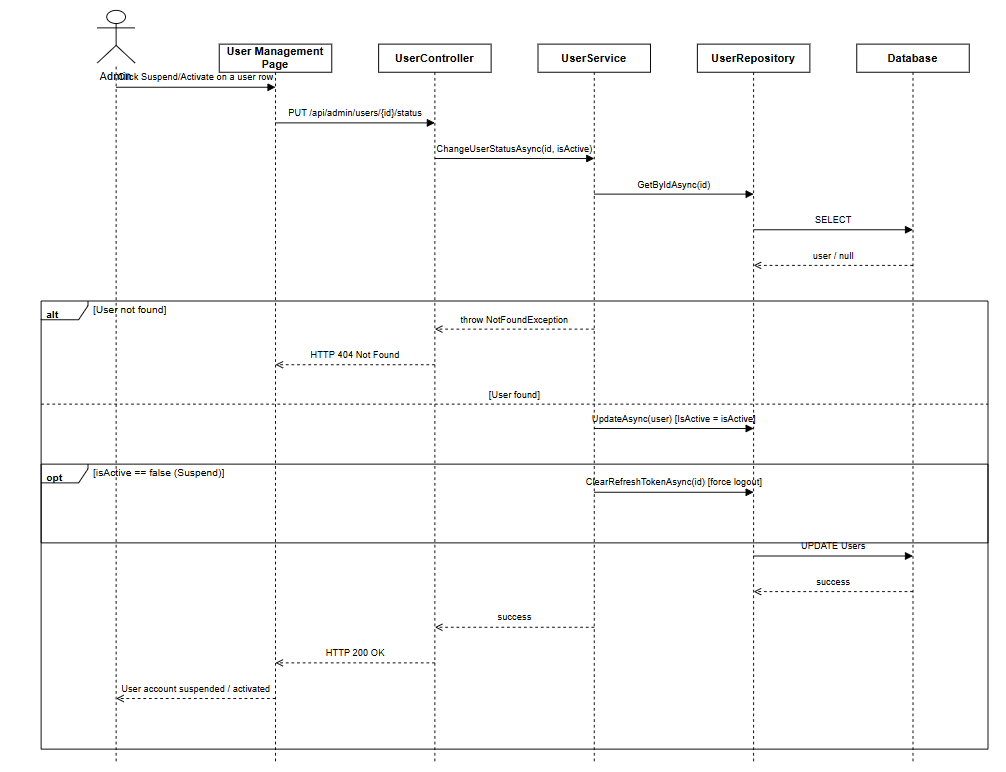 User Management
Page
UserController
UserService
UserRepository
Database
Admin
Click Suspend/Activate on a user row
PUT /api/admin/users/{id}/status
ChangeUserStatusAsync(id, isActive)
GetByIdAsync(id)
SELECT
user / null
alt
[User not found]
throw NotFoundException
HTTP 404 Not Found
[User found]
UpdateAsync(user) [IsActive = isActive]
opt
[isActive == false (Suspend)]
ClearRefreshTokenAsync(id) [force logout]
UPDATE Users
success
success
HTTP 200 OK
User account suspended / activated